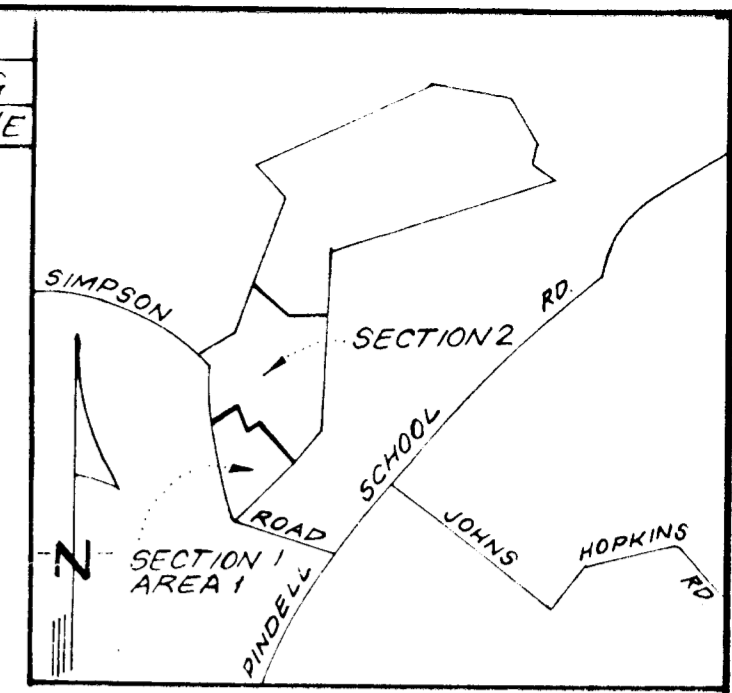 G
E
SIMPSON
RD.
SECTION 2
SCHOOL
ROAD
JOHNS
HOPKINS
RD
N
SECTION 1
AREA 1
PINDELL